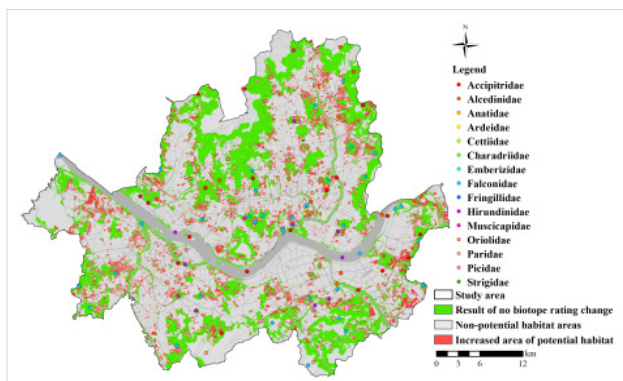 N
Legend
Accipitridae
Alcedinidae
Anatidae
Ardeidae
Cettiidae
Charadriidae
Emberizidae
Falconidae
Fringillidae
Hirundinidae
Muscicapidae
Oriolidae
Paridae
Picidae
Strigidae
Study area
Result of no biotope rating change
Non-potential habitat areas
Increased area of potential habitat
km
0 3 6 12